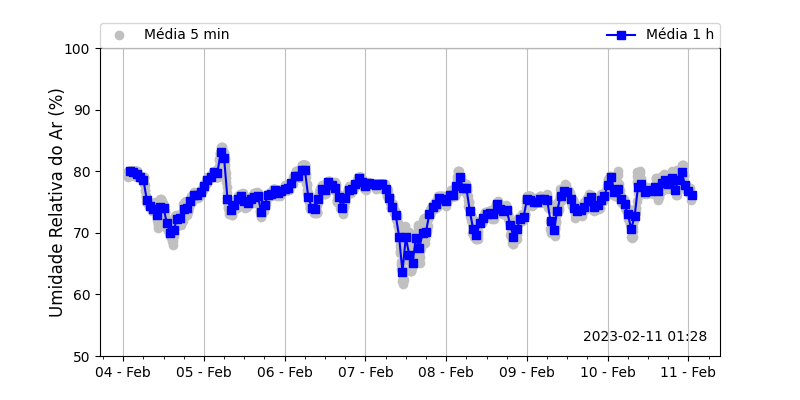 Média 5 min
Média 1 h
Umidade Relativa do Ar (%)
100
90
80
70
60
50
2023-02-11 01:28
04 - Feb
05 - Feb
06 - Feb
07 - Feb
08 - Feb
09 - Feb
10 - Feb
11 - Feb